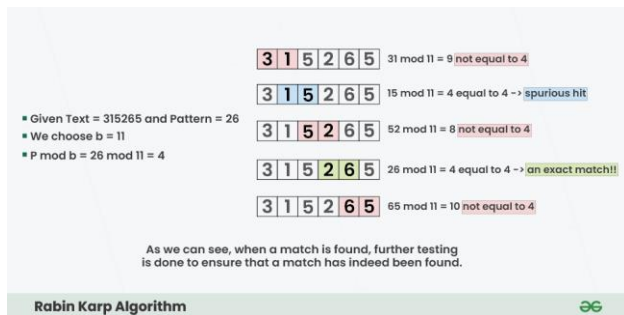 3 1 5 2 6 5 31 mod 11 = 9 not equal to 4
3 1 5 2 6 5 15 mod 11 = 4 equal to 4 -> spurious hit
▪ Given Text = 315265 and Pattern = 26
▪ We choose b = 11
▪ P mod b = 26 mod 11 = 4
3 1 5 2 6 5 52 mod 11 = 8 not equal to 4
3 1 5 2 6 5 26 mod 11 = 4 equal to 4 -> an exact match!!
3 1 5 2 6 5 65 mod 11 = 10 not equal to 4
As we can see, when a match is found, further testing
is done to ensure that a match has indeed been found.
Rabin Karp Algorithm